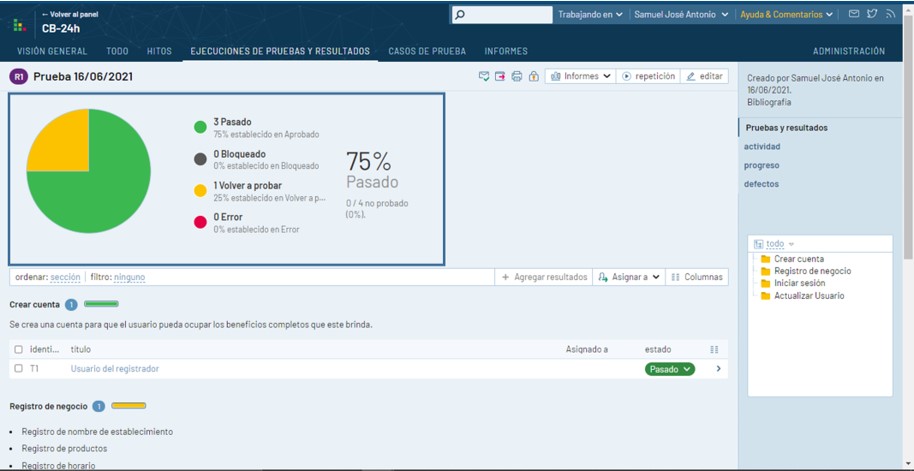 ← Volver al panel
CB-24h
Trabajando en
Samuel José Antonio
Ayuda & Comentarios
VISIÓN GENERAL
TODO
HITOS
EJECUCIONES DE PRUEBAS Y RESULTADOS
CASOS DE PRUEBA
INFORMES
ADMINISTRACIÓN
R1 Prueba 16/06/2021
Informes
repetición
editar
3 Pasado
75% establecido en Aprobado
0 Bloqueado
0% establecido en Bloqueado
1 Volver a probar
25% establecido en Volver a p...
0 Error
0% establecido en Error
75%
Pasado
0 / 4 no probado
(0%).
ordenar: sección
filtro: ninguno
+ Agregar resultados
Asignar a
Columnas
Crear cuenta 1
Se crea una cuenta para que el usuario pueda ocupar los beneficios completos que este brinda.
identi... título Asignado a estado
T1 Usuario del registrador Pasado
Registro de negocio 1
• Registro de nombre de establecimiento
• Registro de productos
• Registro de horario
Creado por Samuel José Antonio en
16/06/2021.
Bibliografía
Pruebas y resultados
actividad
progreso
defectos
todo
Crear cuenta
Registro de negocio
Iniciar sesión
Actualizar Usuario